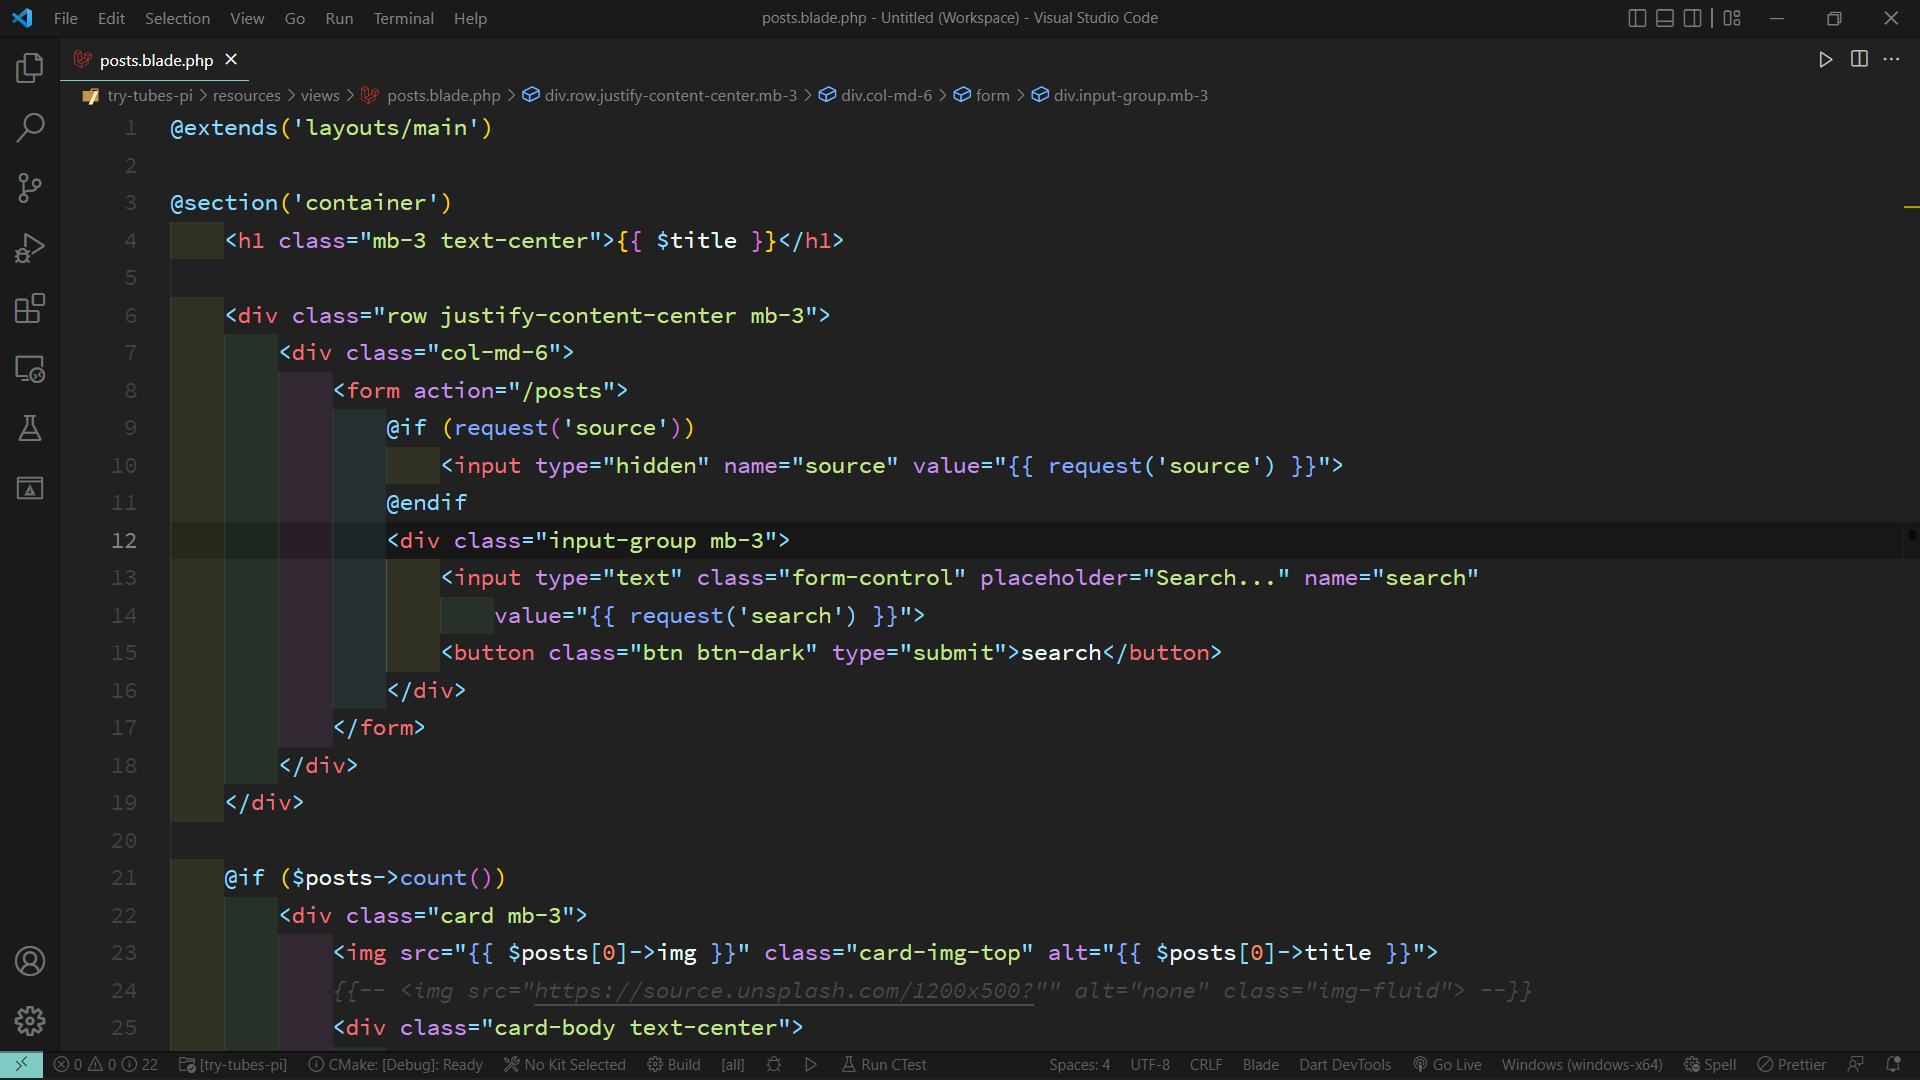 File Edit Selection View Go Run Terminal Help posts.blade.php - Untitled (Workspace) - Visual Studio Code
posts.blade.php
try-tubes-pi > resources > views > posts.blade.php > div.row.justify-content-center.mb-3 > div.col-md-6 > form > div.input-group.mb-3
1 @extends('layouts/main')
2
3 @section('container')
4 <h1 class="mb-3 text-center">{{ $title }}</h1>
5
6 <div class="row justify-content-center mb-3">
7 <div class="col-md-6">
8 <form action="/posts">
9 @if (request('source'))
10 <input type="hidden" name="source" value="{{ request('source') }}">
11 @endif
12 <div class="input-group mb-3">
13 <input type="text" class="form-control" placeholder="Search..." name="search"
14 value="{{ request('search') }}">
15 <button class="btn btn-dark" type="submit">search</button>
16 </div>
17 </form>
18 </div>
19 </div>
20
21 @if ($posts->count())
22 <div class="card mb-3">
23 <img src="{{ $posts[0]->img }}" class="card-img-top" alt="{{ $posts[0]->title }}">
24 {{-- <img src="https://source.unsplash.com/1200x500?"" alt="none" class="img-fluid"> --}}
25 <div class="card-body text-center">
0 0 22 [try-tubes-pi] CMake: [Debug]: Ready No Kit Selected Build [all] Run CTest Spaces: 4 UTF-8 CRLF Blade Dart DevTools Go Live Windows (windows-x64) Spell Prettier